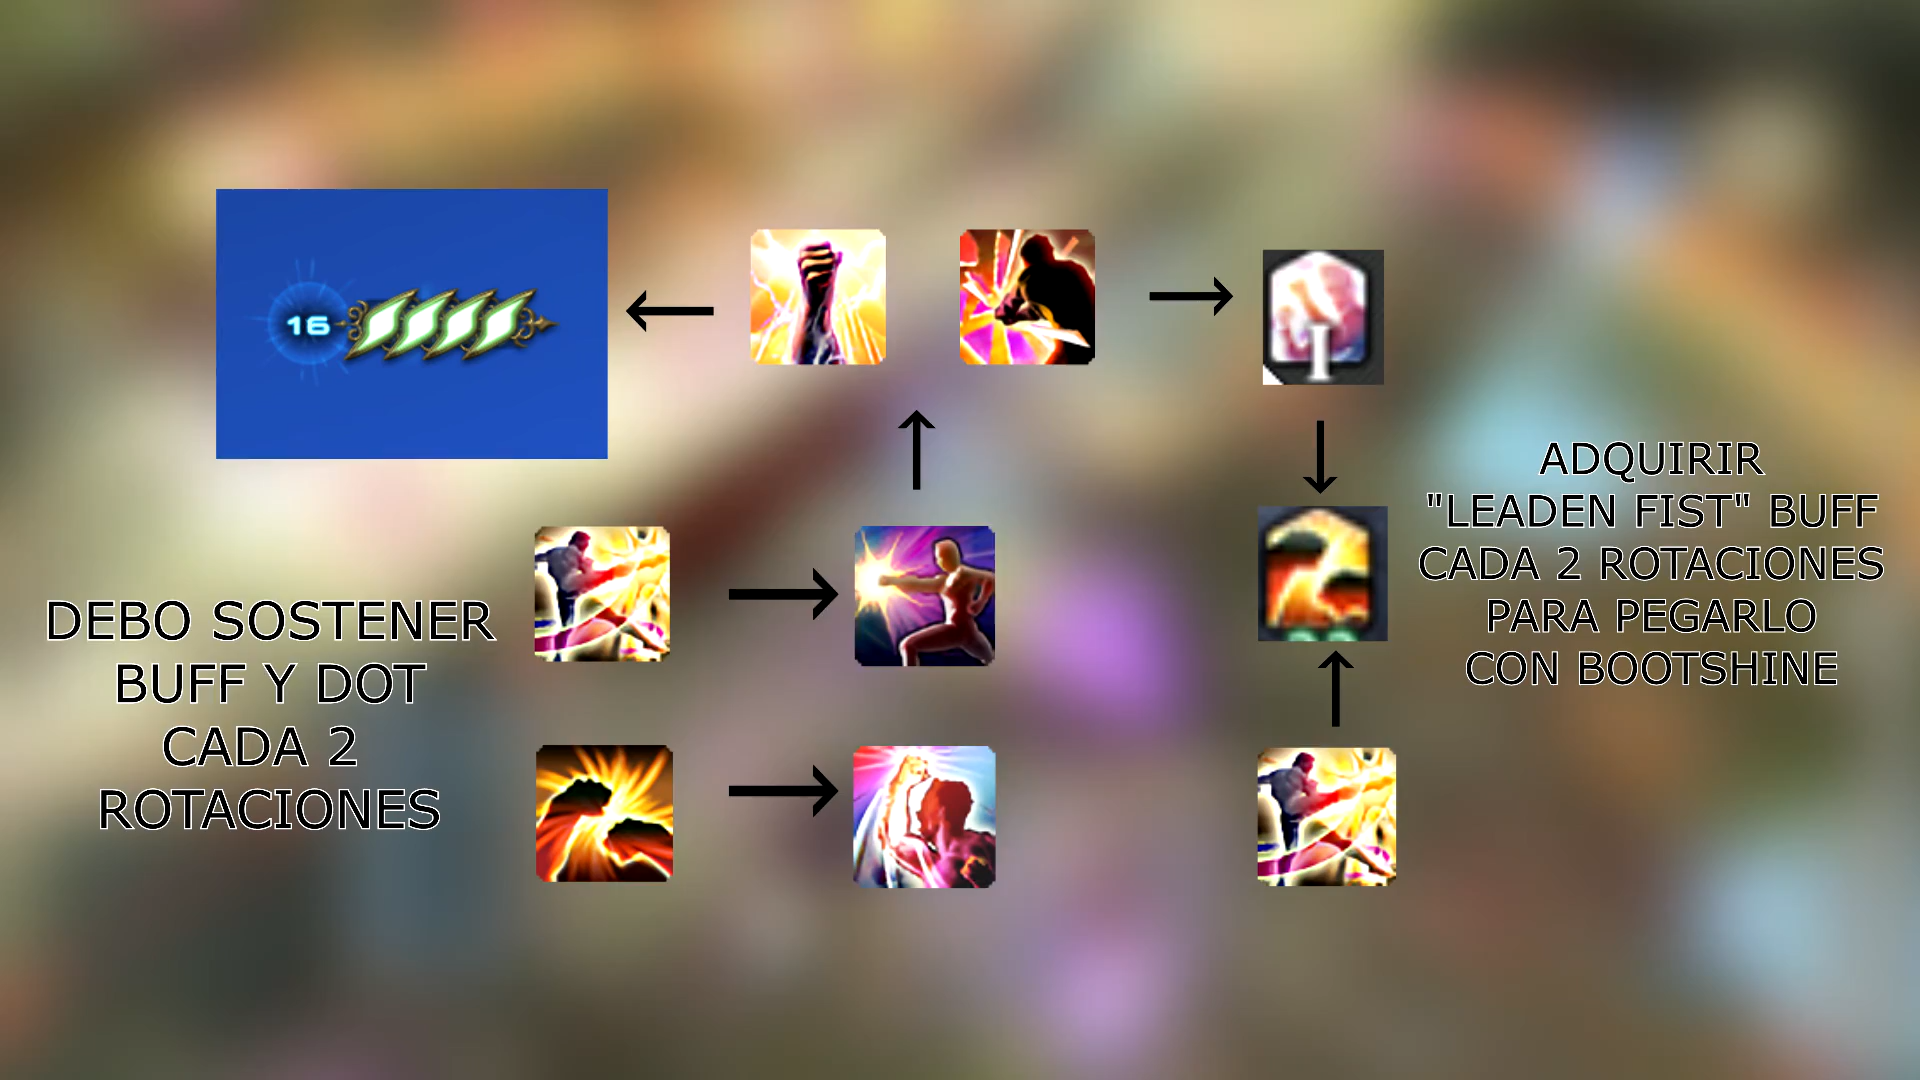 16
I
DEBO SOSTENER
BUFF Y DOT
CADA 2
ROTACIONES
ADQUIRIR
"LEADEN FIST" BUFF
CADA 2 ROTACIONES
PARA PEGARLO
CON BOOTSHINE